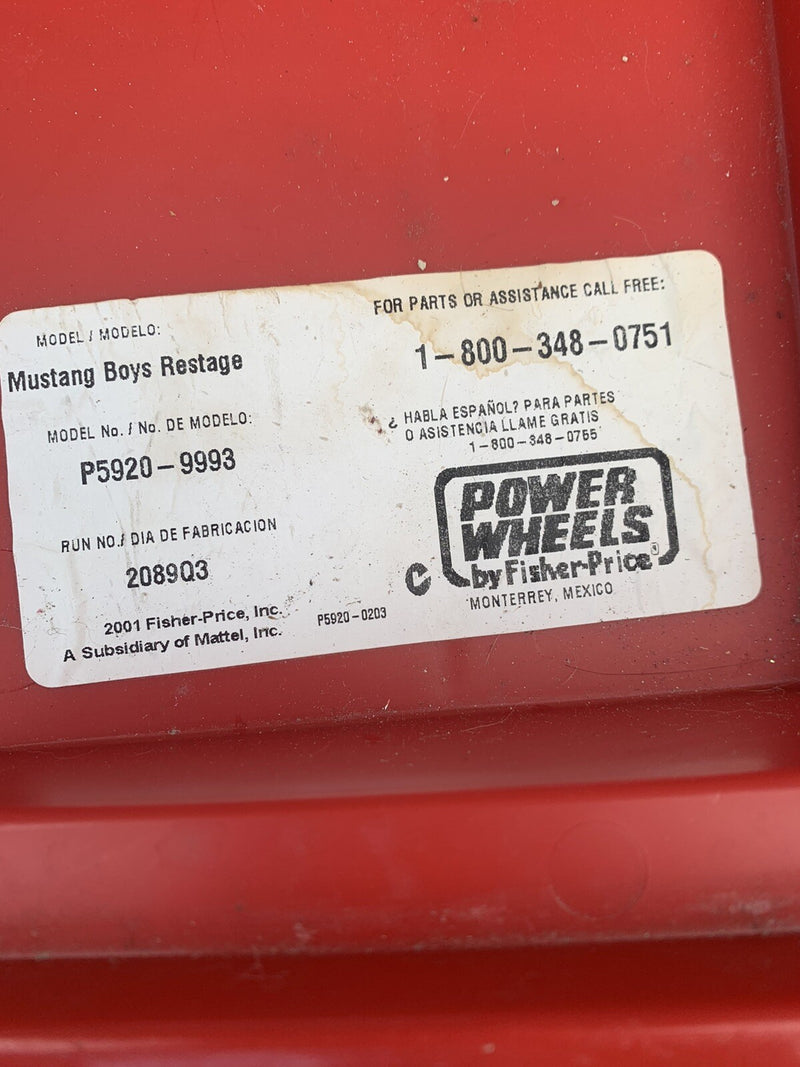 MODEL / MODELO:
Mustang Boys Restage
MODEL No. / No. DE MODELO:
P5920-9993
RUN NO./ DIA DE FABRICACION
2089Q3
2001 Fisher-Price, Inc.
A Subsidiary of Mattel, Inc.
P5920-0203
FOR PARTS OR ASSISTANCE CALL FREE:
1-800-348-0751
¿ HABLA ESPAÑOL? PARA PARTES
O ASISTENCIA LLAME GRATIS
1-800-348-0755
POWER
WHEELS
by Fisher-Price®
MONTERREY, MEXICO